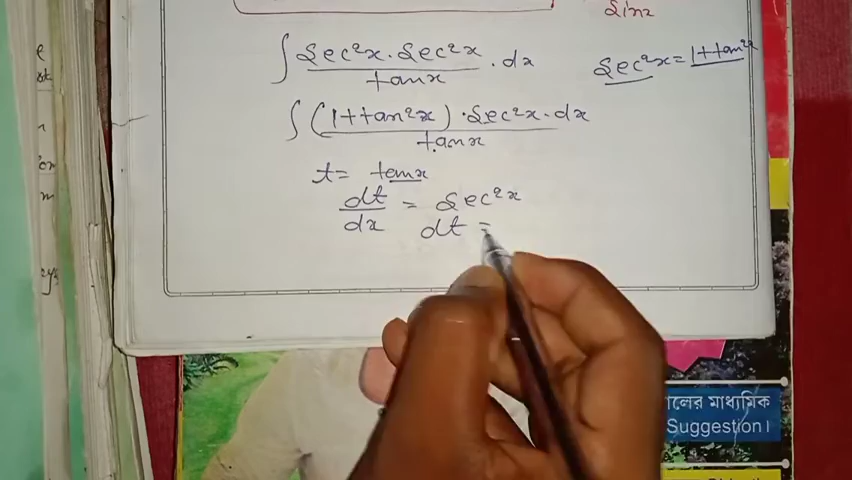 Sinx
∫ Sec²x · Sec²x / tanx · dx
Sec²x = 1 + tan²x
∫ (1 + tan²x) · Sec²x · dx / tanx
t = tanx
dt/dx = Sec²x
dt =
লের মাধ্যমিক
Suggestion।